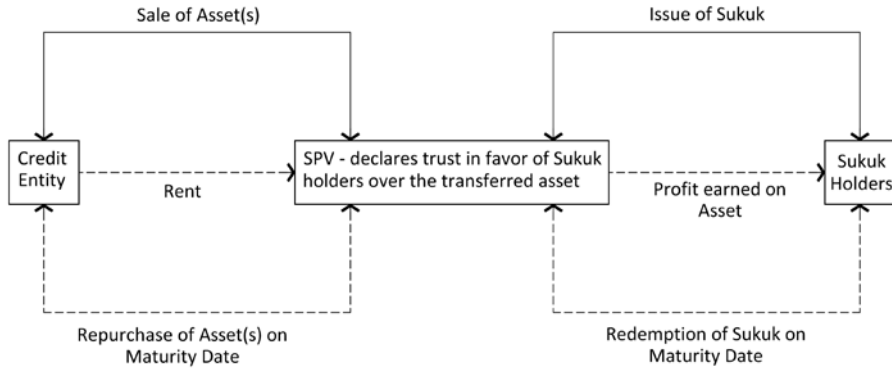 Sale of Asset(s)
Issue of Sukuk
Credit
Entity
SPV - declares trust in favor of Sukuk
holders over the transferred asset
Sukuk
Holders
Rent
Profit earned on
Asset
Repurchase of Asset(s) on
Maturity Date
Redemption of Sukuk on
Maturity Date